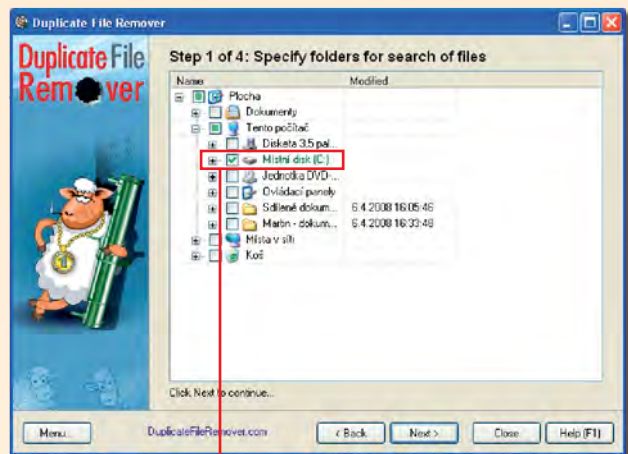 Duplicate File Remover
Duplicate File
Remover
Step 1 of 4: Specify folders for search of files
Name Modified
Plocha
Dokumenty
Tento počítač
Disketa 3,5 pal...
Místní disk (C:)
Jednotka DVD-...
Ovládací panely
Sdílené dokum... 6.4.2008 16:05:46
Martin - dokum... 6.4.2008 16:33:48
Místa v síti
Koš
1
Click Next to continue...
Menu...
DuplicateFileRemover.com
< Back
Next >
Close
Help (F1)